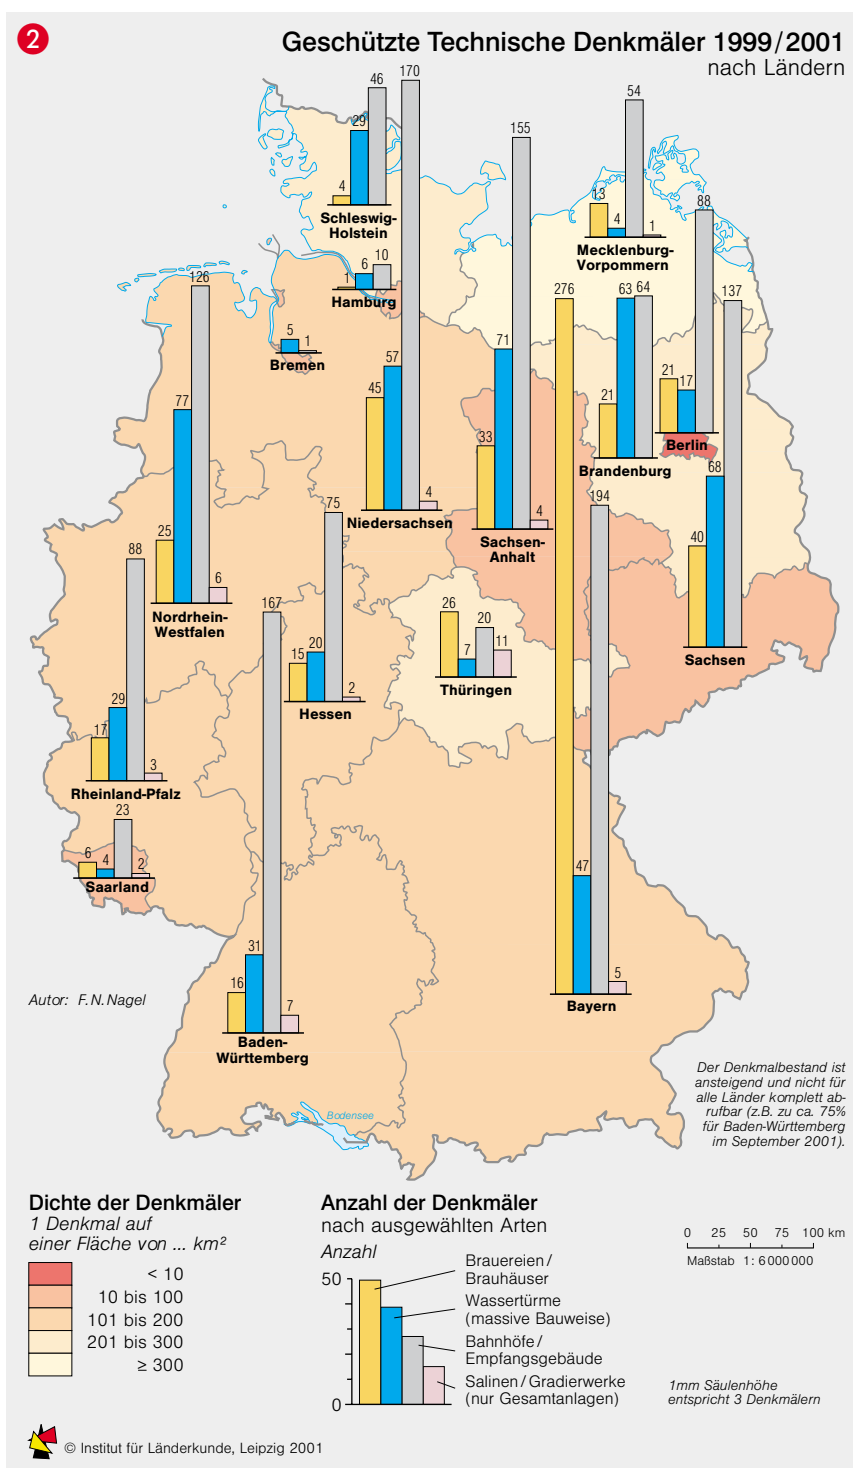 2
Geschützte Technische Denkmäler 1999/2001
nach Ländern
4
29
46
Schleswig-
Holstein
13
4
54
1
Mecklenburg-
Vorpommern
1
6
10
Hamburg
5
1
Bremen
45
57
170
4
Niedersachsen
33
71
155
4
Sachsen-
Anhalt
21
63
64
Brandenburg
21
17
88
Berlin
25
77
126
6
Nordrhein-
Westfalen
15
20
75
2
Hessen
26
7
20
11
Thüringen
40
68
137
Sachsen
17
29
88
3
Rheinland-Pfalz
6
4
23
2
Saarland
16
31
167
7
Baden-
Württemberg
276
47
194
5
Bayern
Bodensee
Autor: F. N. Nagel
Der Denkmalbestand ist
ansteigend und nicht für
alle Länder komplett ab-
rufbar (z.B. zu ca. 75%
für Baden-Württemberg
im September 2001).
Dichte der Denkmäler
1 Denkmal auf
einer Fläche von ... km²
< 10
10 bis 100
101 bis 200
201 bis 300
≥ 300
Anzahl der Denkmäler
nach ausgewählten Arten
Anzahl
50
0
Brauereien/
Brauhäuser
Wassertürme
(massive Bauweise)
Bahnhöfe/
Empfangsgebäude
Salinen/Gradierwerke
(nur Gesamtanlagen)
0 25 50 75 100 km
Maßstab 1: 6 000 000
1mm Säulenhöhe
entspricht 3 Denkmälern
© Institut für Länderkunde, Leipzig 2001